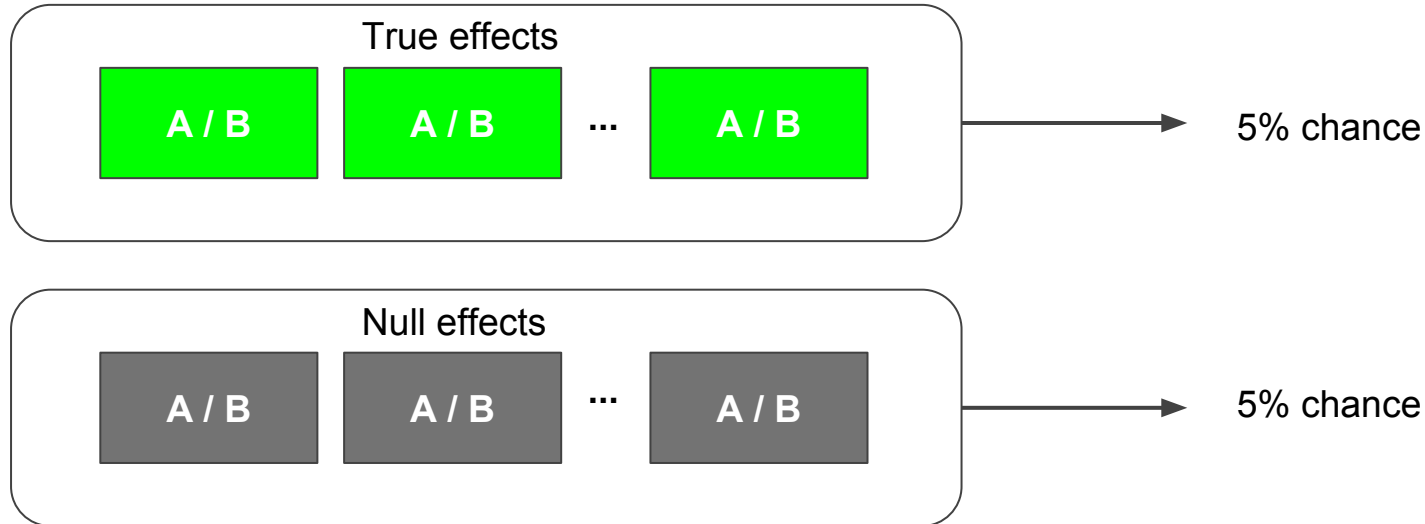 True effects
A / B
A / B
...
A / B
5% chance
Null effects
A / B
A / B
...
A / B
5% chance